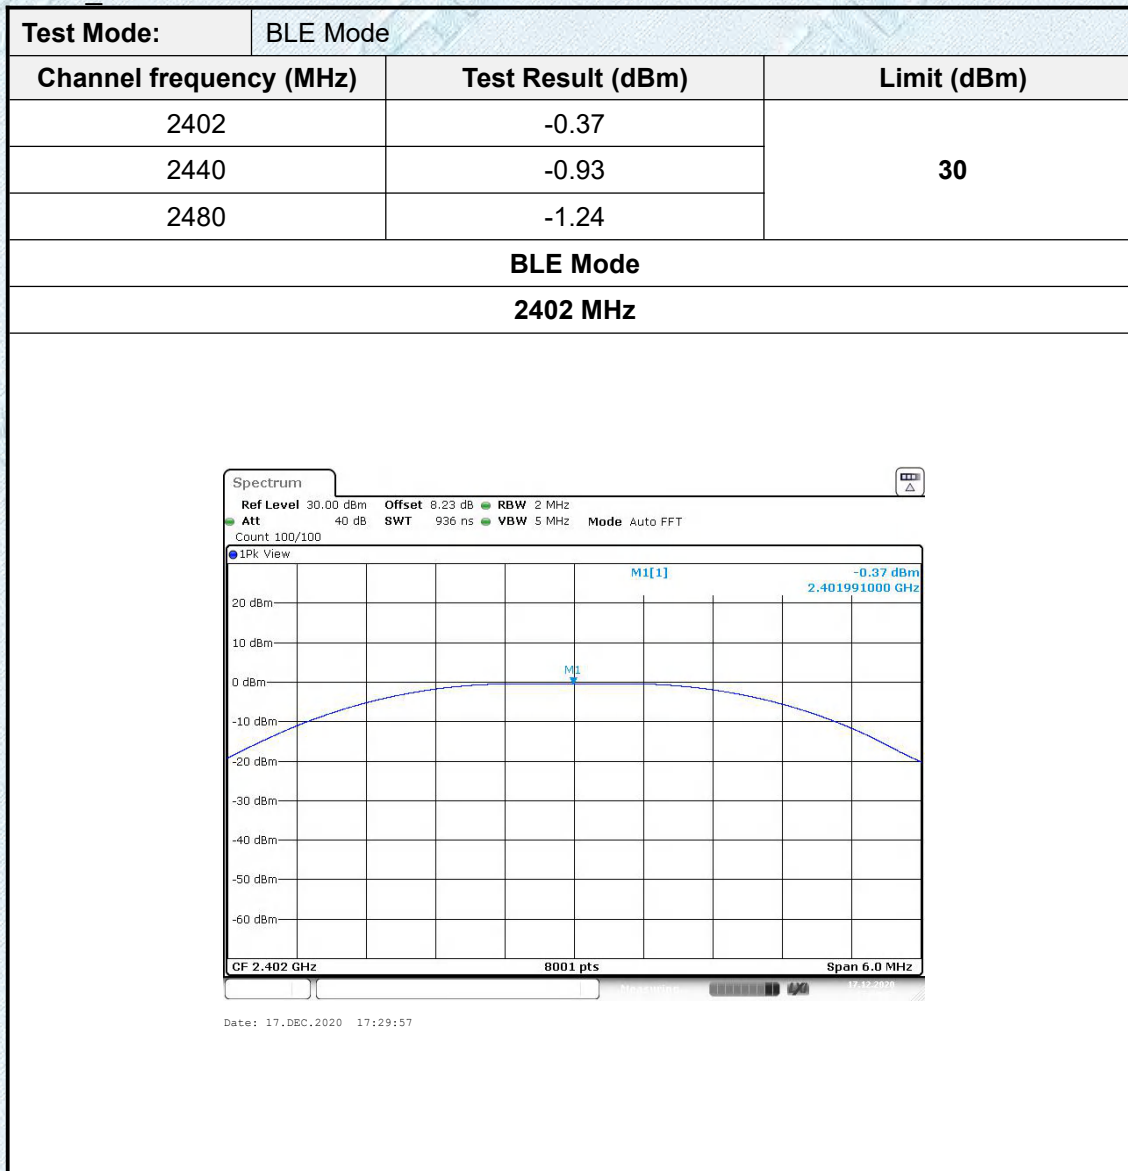 Test Mode: BLE Mode
Channel frequency (MHz) Test Result (dBm) Limit (dBm)
2402 -0.37
2440 -0.93 30
2480 -1.24
BLE Mode
2402 MHz
Spectrum
Ref Level 30.00 dBm Offset 8.23 dB RBW 2 MHz
Att 40 dB SWT 936 ns VBW 5 MHz Mode Auto FFT
Count 100/100
1Pk View
M1[1] -0.37 dBm
2.401991000 GHz
20 dBm
10 dBm
M1
0 dBm
-10 dBm
-20 dBm
-30 dBm
-40 dBm
-50 dBm
-60 dBm
CF 2.402 GHz 8001 pts Span 6.0 MHz
17.12.2020
Date: 17.DEC.2020 17:29:57